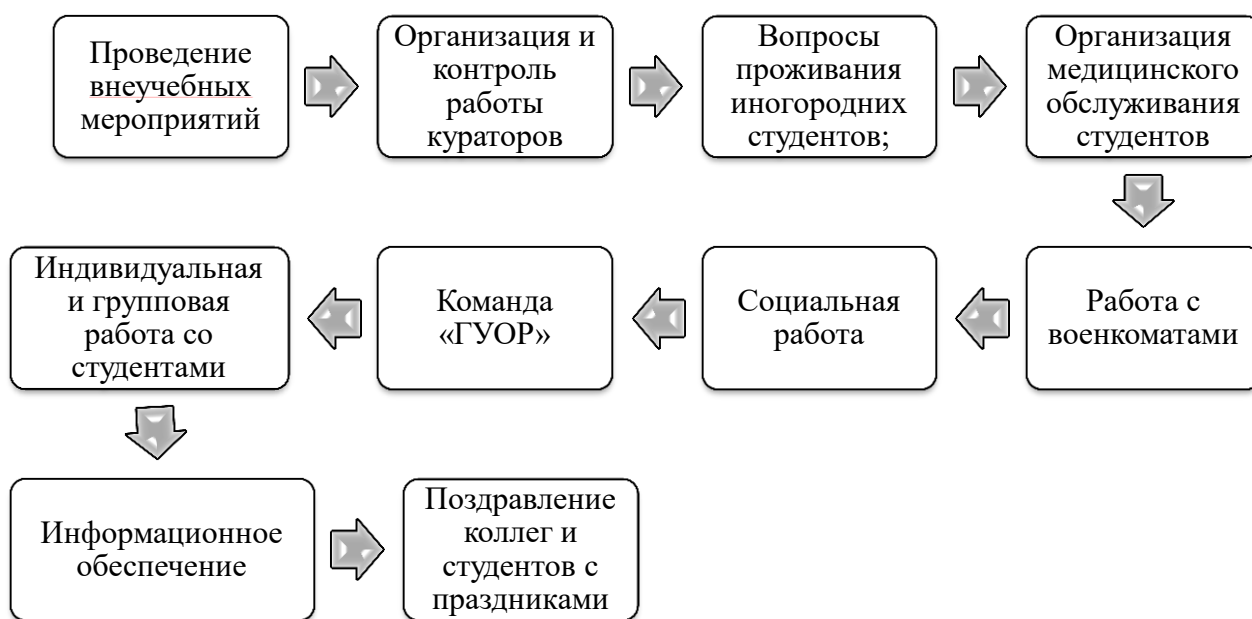 Проведение
внеучебных
мероприятий
Организация и
контроль
работы
кураторов
Вопросы
проживания
иногородних
студентов;
Организация
медицинского
обслуживания
студентов
Работа с
военкоматами
Социальная
работа
Команда
«ГУОР»
Индивидуальная
и групповая
работа со
студентами
Информационное
обеспечение
Поздравление
коллег и
студентов с
праздниками